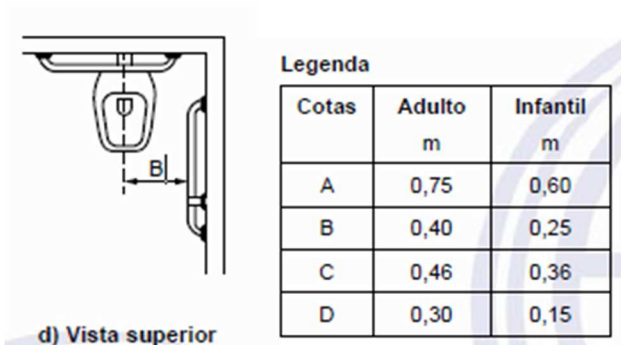 B
d) Vista superior
Legenda
Cotas Adulto Infantil
m m
A 0,75 0,60
B 0,40 0,25
C 0,46 0,36
D 0,30 0,15